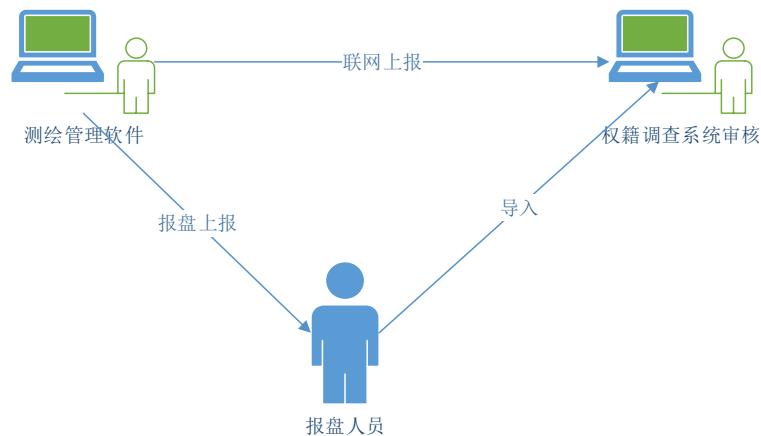 联网上报
测绘管理软件
权籍调查系统审核
报盘上报
导入
报盘人员